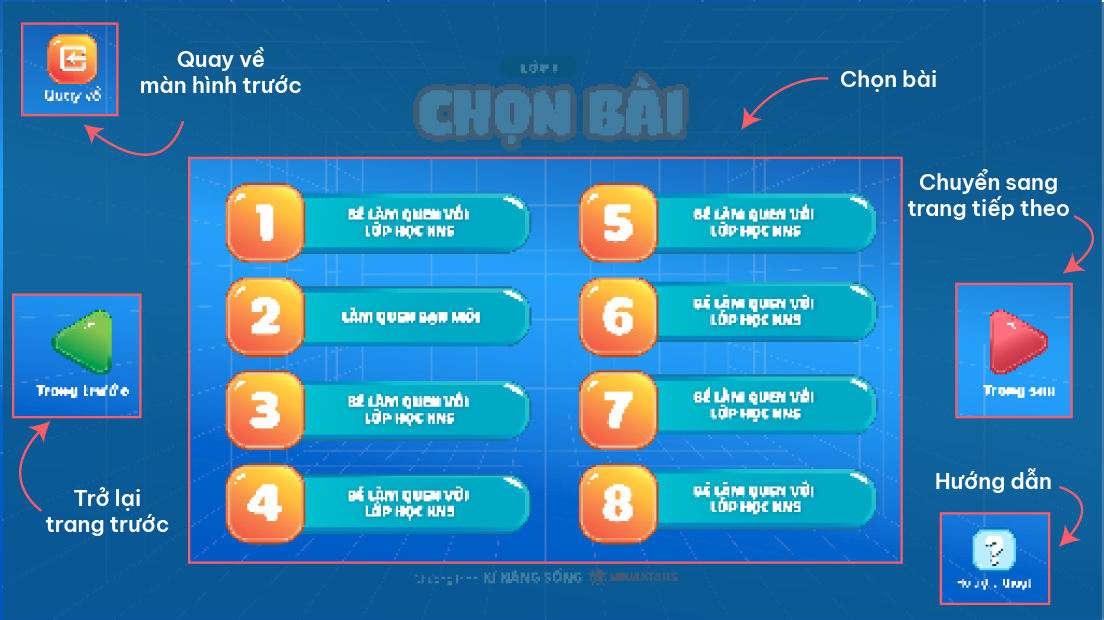 Quay về
Quay về
màn hình trước
LỚP 1
CHỌN BÀI
Chọn bài
Chuyển sang
trang tiếp theo
1
BÉ LÀM QUEN VỚI
LỚP HỌC KNS
2
LÀM QUEN BẠN MỚI
3
BÉ LÀM QUEN VỚI
LỚP HỌC KNS
4
BÉ LÀM QUEN VỚI
LỚP HỌC KNS
5
BÉ LÀM QUEN VỚI
LỚP HỌC KNS
6
BÉ LÀM QUEN VỚI
LỚP HỌC KNS
7
BÉ LÀM QUEN VỚI
LỚP HỌC KNS
8
BÉ LÀM QUEN VỚI
LỚP HỌC KNS
Trang trước
Trang sau
Trở lại
trang trước
Hướng dẫn
?
KĨ NĂNG SỐNG